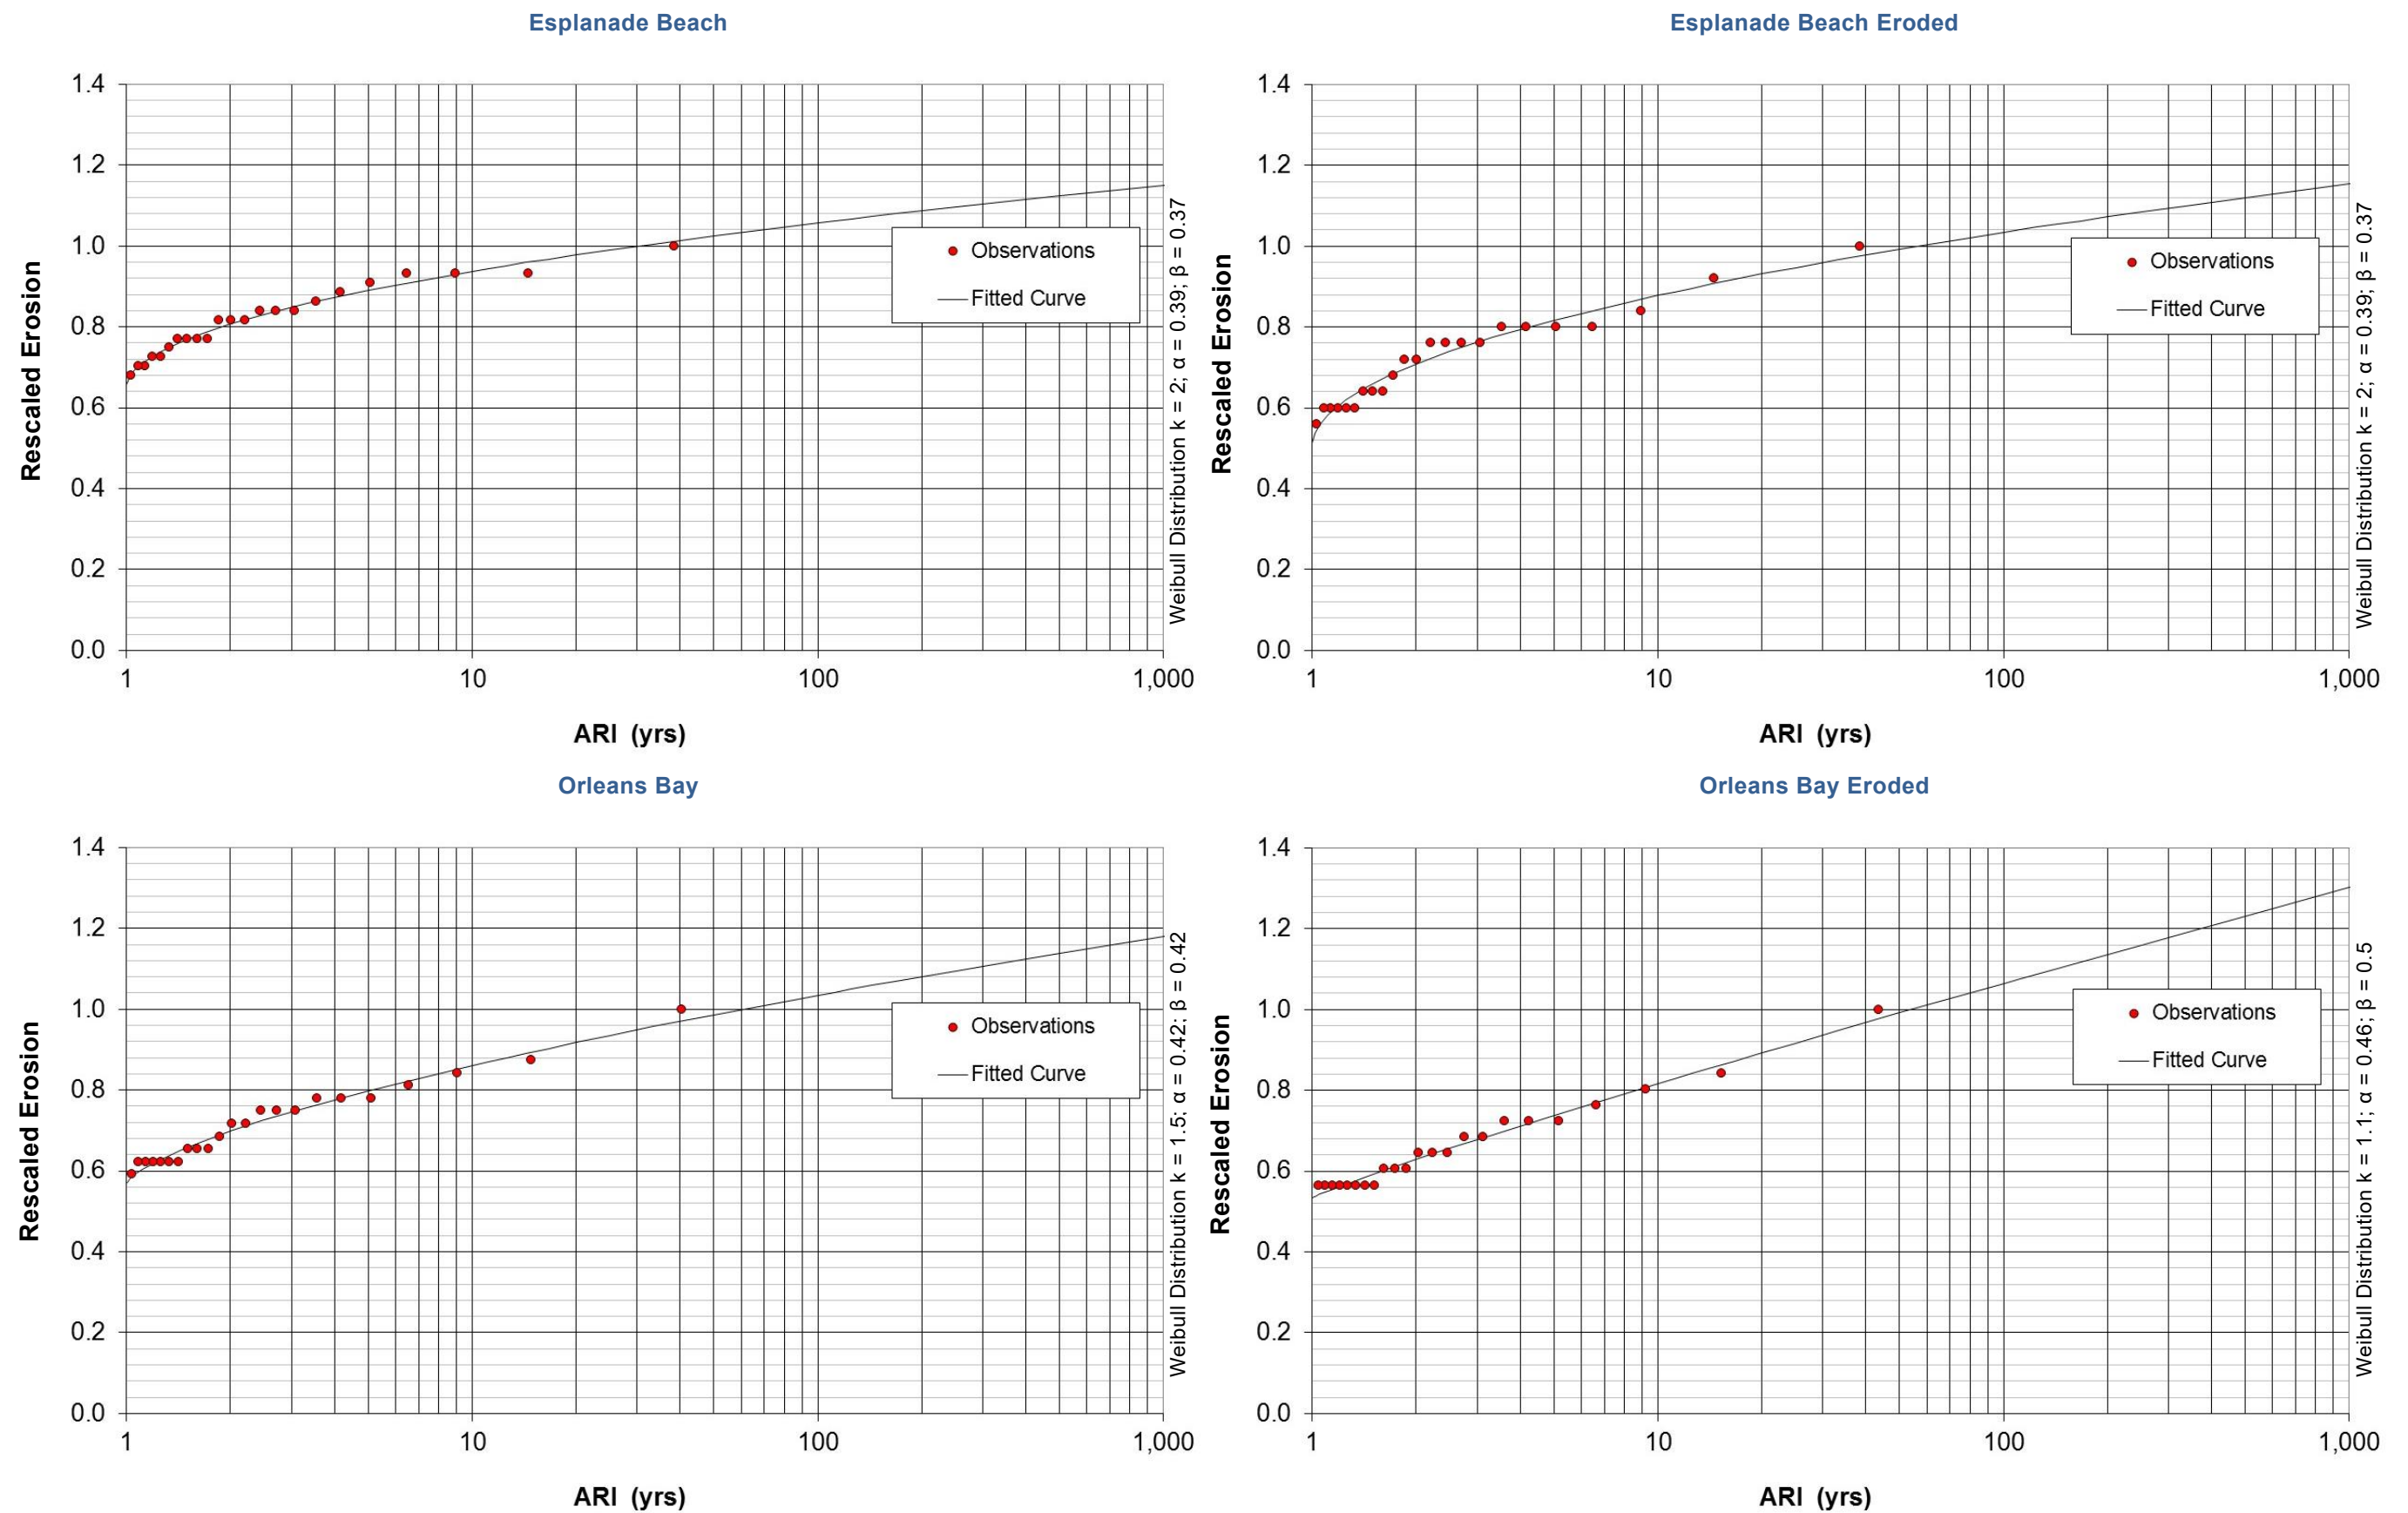 Esplanade Beach
1.4
1.2
1.0
0.8
0.6
0.4
0.2
0.0
1
10
100
1,000
Rescaled Erosion
ARI (yrs)
Observations
Fitted Curve
Weibull Distribution k = 2; α = 0.39; β = 0.37
Esplanade Beach Eroded
1.4
1.2
1.0
0.8
0.6
0.4
0.2
0.0
1
10
100
1,000
Rescaled Erosion
ARI (yrs)
Observations
Fitted Curve
Weibull Distribution k = 2; α = 0.39; β = 0.37
Orleans Bay
1.4
1.2
1.0
0.8
0.6
0.4
0.2
0.0
1
10
100
1,000
Rescaled Erosion
ARI (yrs)
Observations
Fitted Curve
Weibull Distribution k = 1.5; α = 0.42; β = 0.42
Orleans Bay Eroded
1.4
1.2
1.0
0.8
0.6
0.4
0.2
0.0
1
10
100
1,000
Rescaled Erosion
ARI (yrs)
Observations
Fitted Curve
Weibull Distribution k = 1.1; α = 0.46; β = 0.5